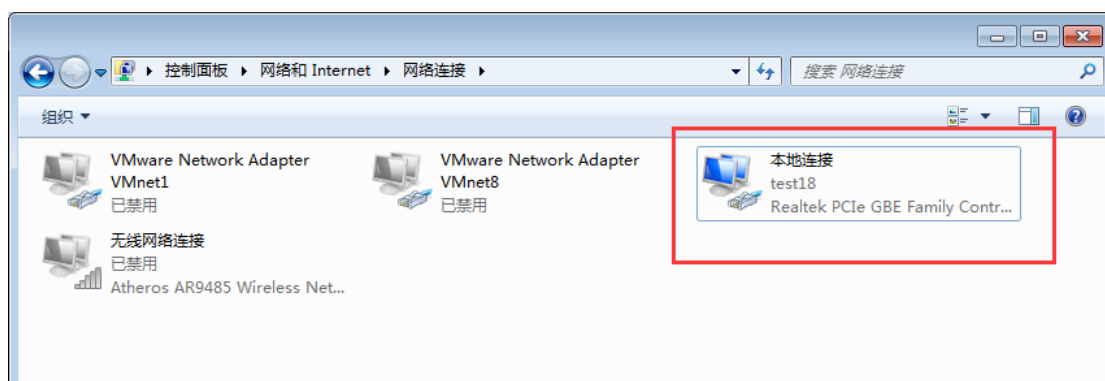 控制面板 ▸ 网络和 Internet ▸ 网络连接 ▸
搜索 网络连接
组织
VMware Network Adapter
VMnet1
已禁用
VMware Network Adapter
VMnet8
已禁用
本地连接
test18
Realtek PCIe GBE Family Contr...
无线网络连接
已禁用
Atheros AR9485 Wireless Net...